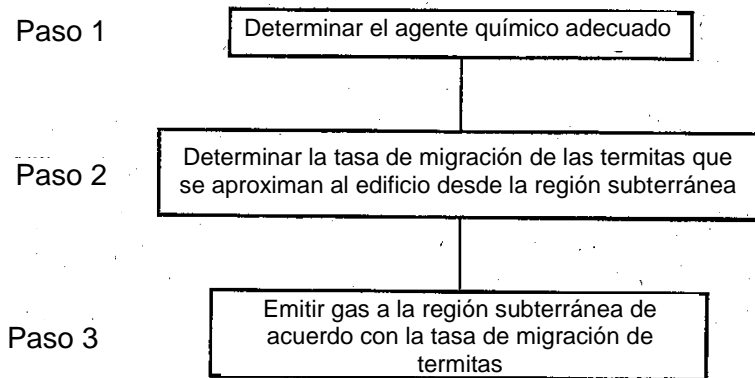 Paso 1
Determinar el agente químico adecuado
Paso 2
Determinar la tasa de migración de las termitas que
se aproximan al edificio desde la región subterránea
Paso 3
Emitir gas a la región subterránea de
acuerdo con la tasa de migración de
termitas